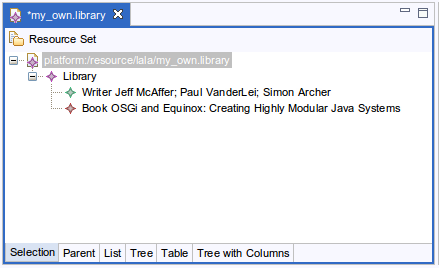 *my_own.library
Resource Set
platform:/resource/lala/my_own.library
Library
Writer Jeff McAffer; Paul VanderLei; Simon Archer
Book OSGi and Equinox: Creating Highly Modular Java Systems
Selection Parent List Tree Table Tree with Columns